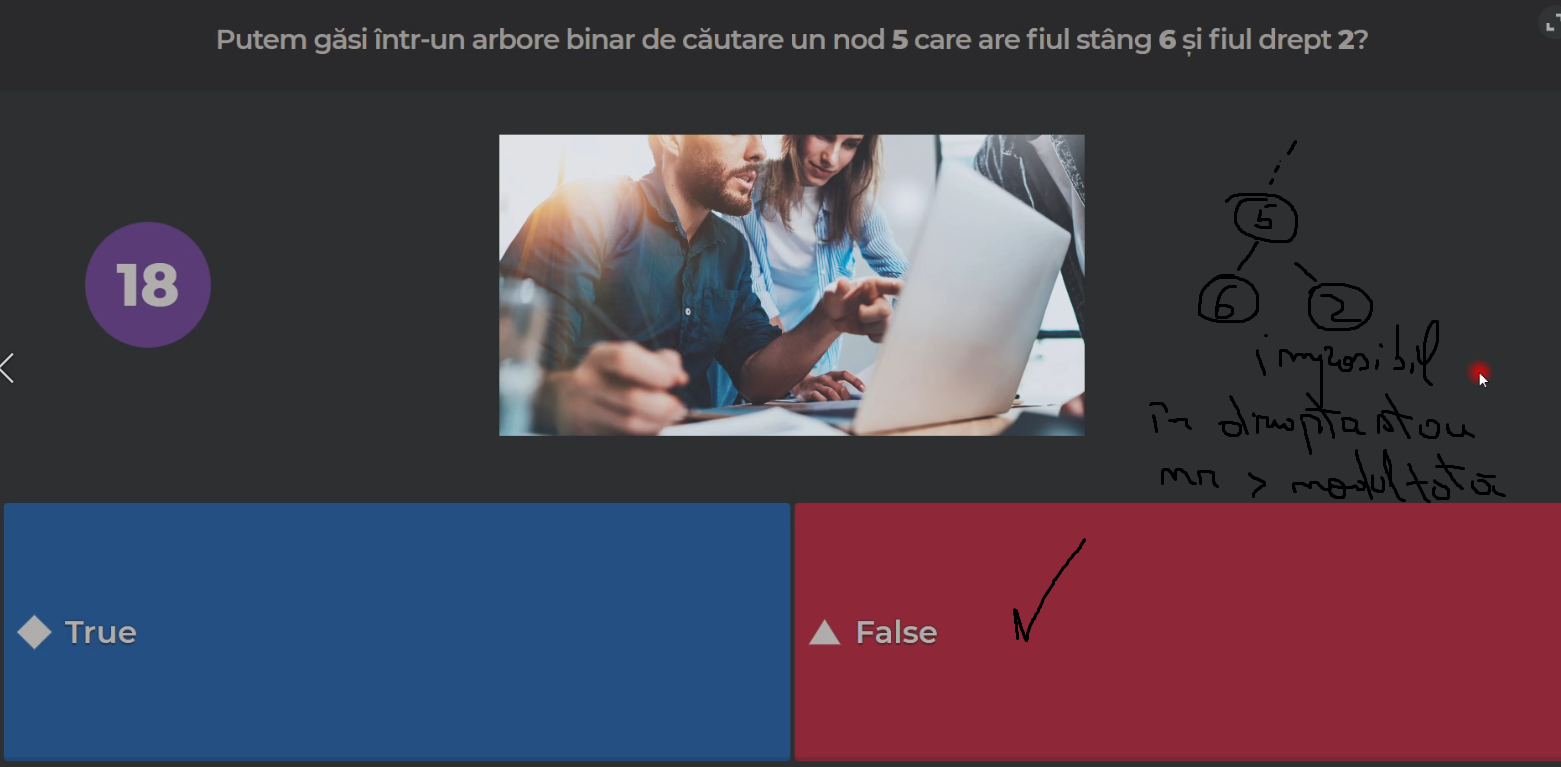 Putem găsi într-un arbore binar de căutare un nod 5 care are fiul stâng 6 și fiul drept 2?
18
5
6 2
imposibil
în dreapta stau
nr > nodul tată
True
False